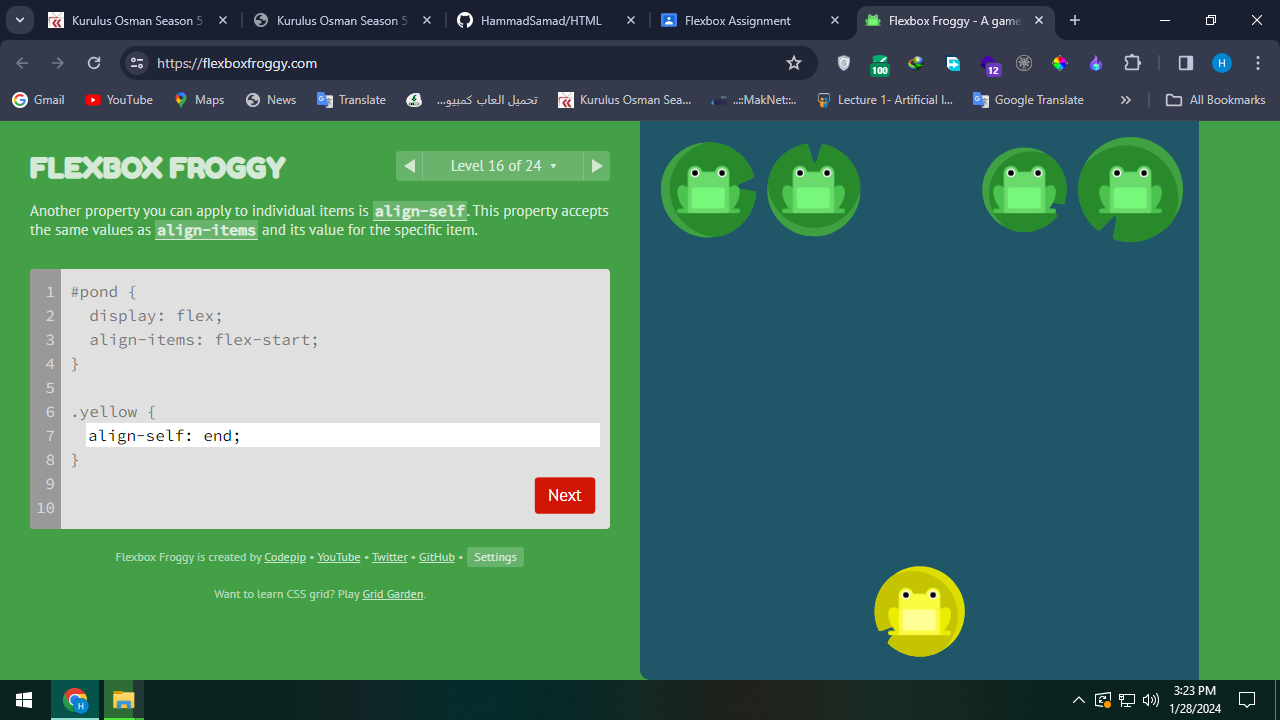 Kurulus Osman Season 5
Kurulus Osman Season 5
HammadSamad/HTML
Flexbox Assignment
Flexbox Froggy - A game
https://flexboxfroggy.com
100
12
H
Gmail
YouTube
Maps
News
Translate
تحميل العاب كمبيوـ...
Kurulus Osman Sea...
..::MakNet::..
Lecture 1- Artificial I...
Google Translate
All Bookmarks
FLEXBOX FROGGY
Level 16 of 24
Another property you can apply to individual items is align-self. This property accepts
the same values as align-items and its value for the specific item.
1 #pond {
2 display: flex;
3 align-items: flex-start;
4 }
5
6 .yellow {
7 align-self: end;
8 }
9
10
Next
Flexbox Froggy is created by Codepip • YouTube • Twitter • GitHub • Settings
Want to learn CSS grid? Play Grid Garden.
H
3:23 PM
1/28/2024